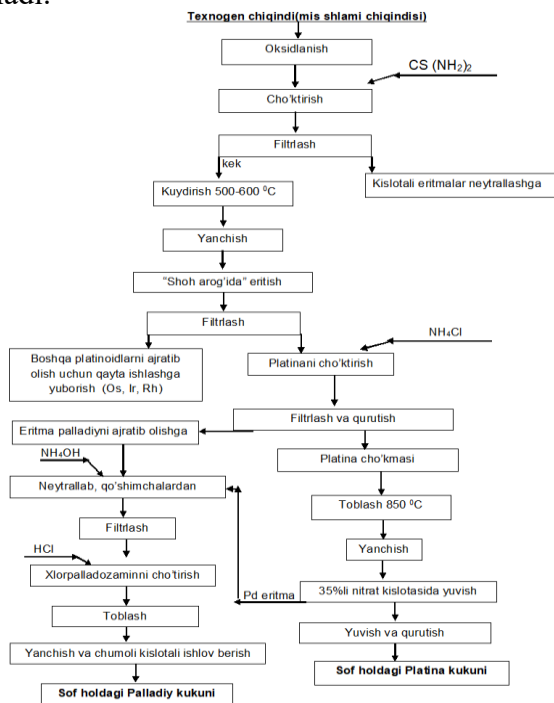 ladi.
Texnogen chiqindi(mis shlami chiqindisi)
Oksidlanish
CS (NH₂)₂
Cho'ktirish
Filtrlash
kek
Kuydirish 500-600 ⁰C
Kislotali eritmalar neytrallashga
Yanchish
"Shoh arog'ida" eritish
Filtrlash
NH₄Cl
Boshqa platinoidlarni ajratib
olish uchun qayta ishlashga
yuborish (Os, Ir, Rh)
Platinani cho'ktirish
Filtrlash va qurutish
Eritma palladiyni ajratib olishga
NH₄OH
Platina cho'kmasi
Neytrallab, qo'shimchalardan
Toblash 850 ⁰C
Filtrlash
Yanchish
HCl
Xlorpalladozaminni cho'tirish
Pd eritma
35%li nitrat kislotasida yuvish
Toblash
Yuvish va qurutish
Yanchish va chumoli kislotali ishlov berish
Sof holdagi Platina kukuni
Sof holdagi Palladiy kukuni